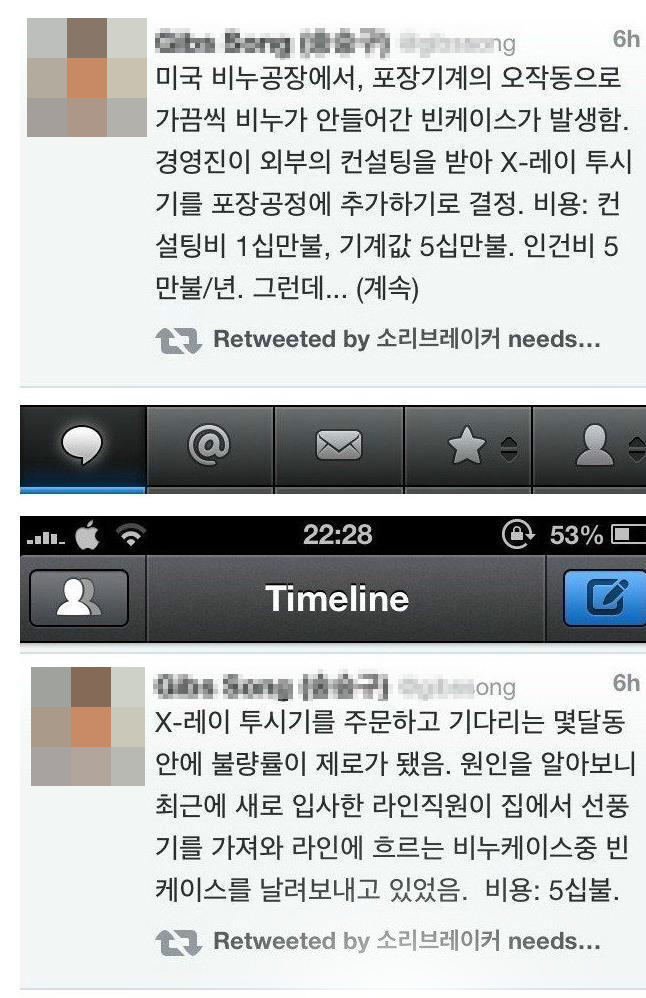 6h
미국 비누공장에서, 포장기계의 오작동으로
가끔씩 비누가 안들어간 빈케이스가 발생함.
경영진이 외부의 컨설팅을 받아 X-레이 투시
기를 포장공정에 추가하기로 결정. 비용: 컨
설팅비 1십만불, 기계값 5십만불. 인건비 5
만불/년. 그런데... (계속)
Retweeted by 소리브레이커 needs...
22:28 53%
Timeline
6h
X-레이 투시기를 주문하고 기다리는 몇달동
안에 불량률이 제로가 됐음. 원인을 알아보니
최근에 새로 입사한 라인직원이 집에서 선풍
기를 가져와 라인에 흐르는 비누케이스중 빈
케이스를 날려보내고 있었음. 비용: 5십불.
Retweeted by 소리브레이커 needs...